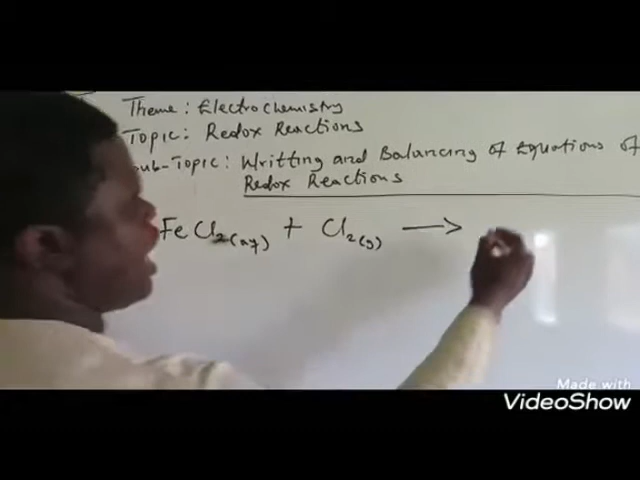 Theme: Electrochemistry
Topic: Redox Reactions
Sub-Topic: Writting and Balancing of Equations of
Redox Reactions
FeCl2(aq) + Cl2(g) →
Made with
VideoShow